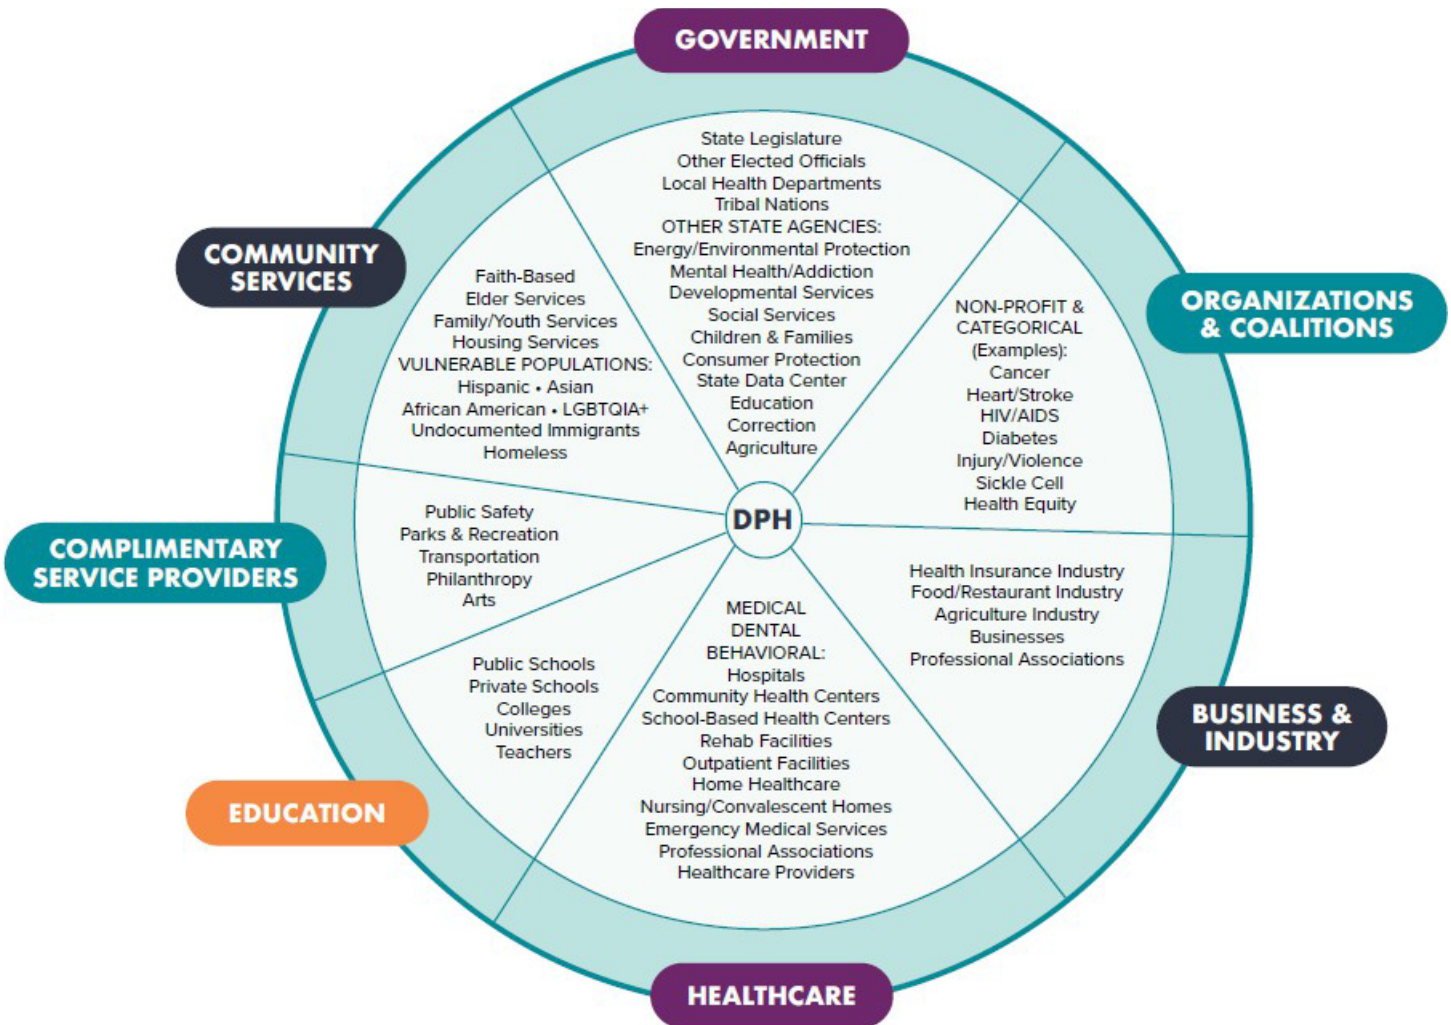 GOVERNMENT
State Legislature
Other Elected Officials
Local Health Departments
Tribal Nations
OTHER STATE AGENCIES:
Energy/Environmental Protection
Mental Health/Addiction
Developmental Services
Social Services
Children & Families
Consumer Protection
State Data Center
Education
Correction
Agriculture
ORGANIZATIONS
& COALITIONS
NON-PROFIT &
CATEGORICAL
(Examples):
Cancer
Heart/Stroke
HIV/AIDS
Diabetes
Injury/Violence
Sickle Cell
Health Equity
BUSINESS &
INDUSTRY
Health Insurance Industry
Food/Restaurant Industry
Agriculture Industry
Businesses
Professional Associations
HEALTHCARE
MEDICAL
DENTAL
BEHAVIORAL:
Hospitals
Community Health Centers
School-Based Health Centers
Rehab Facilities
Outpatient Facilities
Home Healthcare
Nursing/Convalescent Homes
Emergency Medical Services
Professional Associations
Healthcare Providers
EDUCATION
Public Schools
Private Schools
Colleges
Universities
Teachers
COMPLIMENTARY
SERVICE PROVIDERS
Public Safety
Parks & Recreation
Transportation
Philanthropy
Arts
COMMUNITY
SERVICES
Faith-Based
Elder Services
Family/Youth Services
Housing Services
VULNERABLE POPULATIONS:
Hispanic • Asian
African American • LGBTQIA+
Undocumented Immigrants
Homeless
DPH